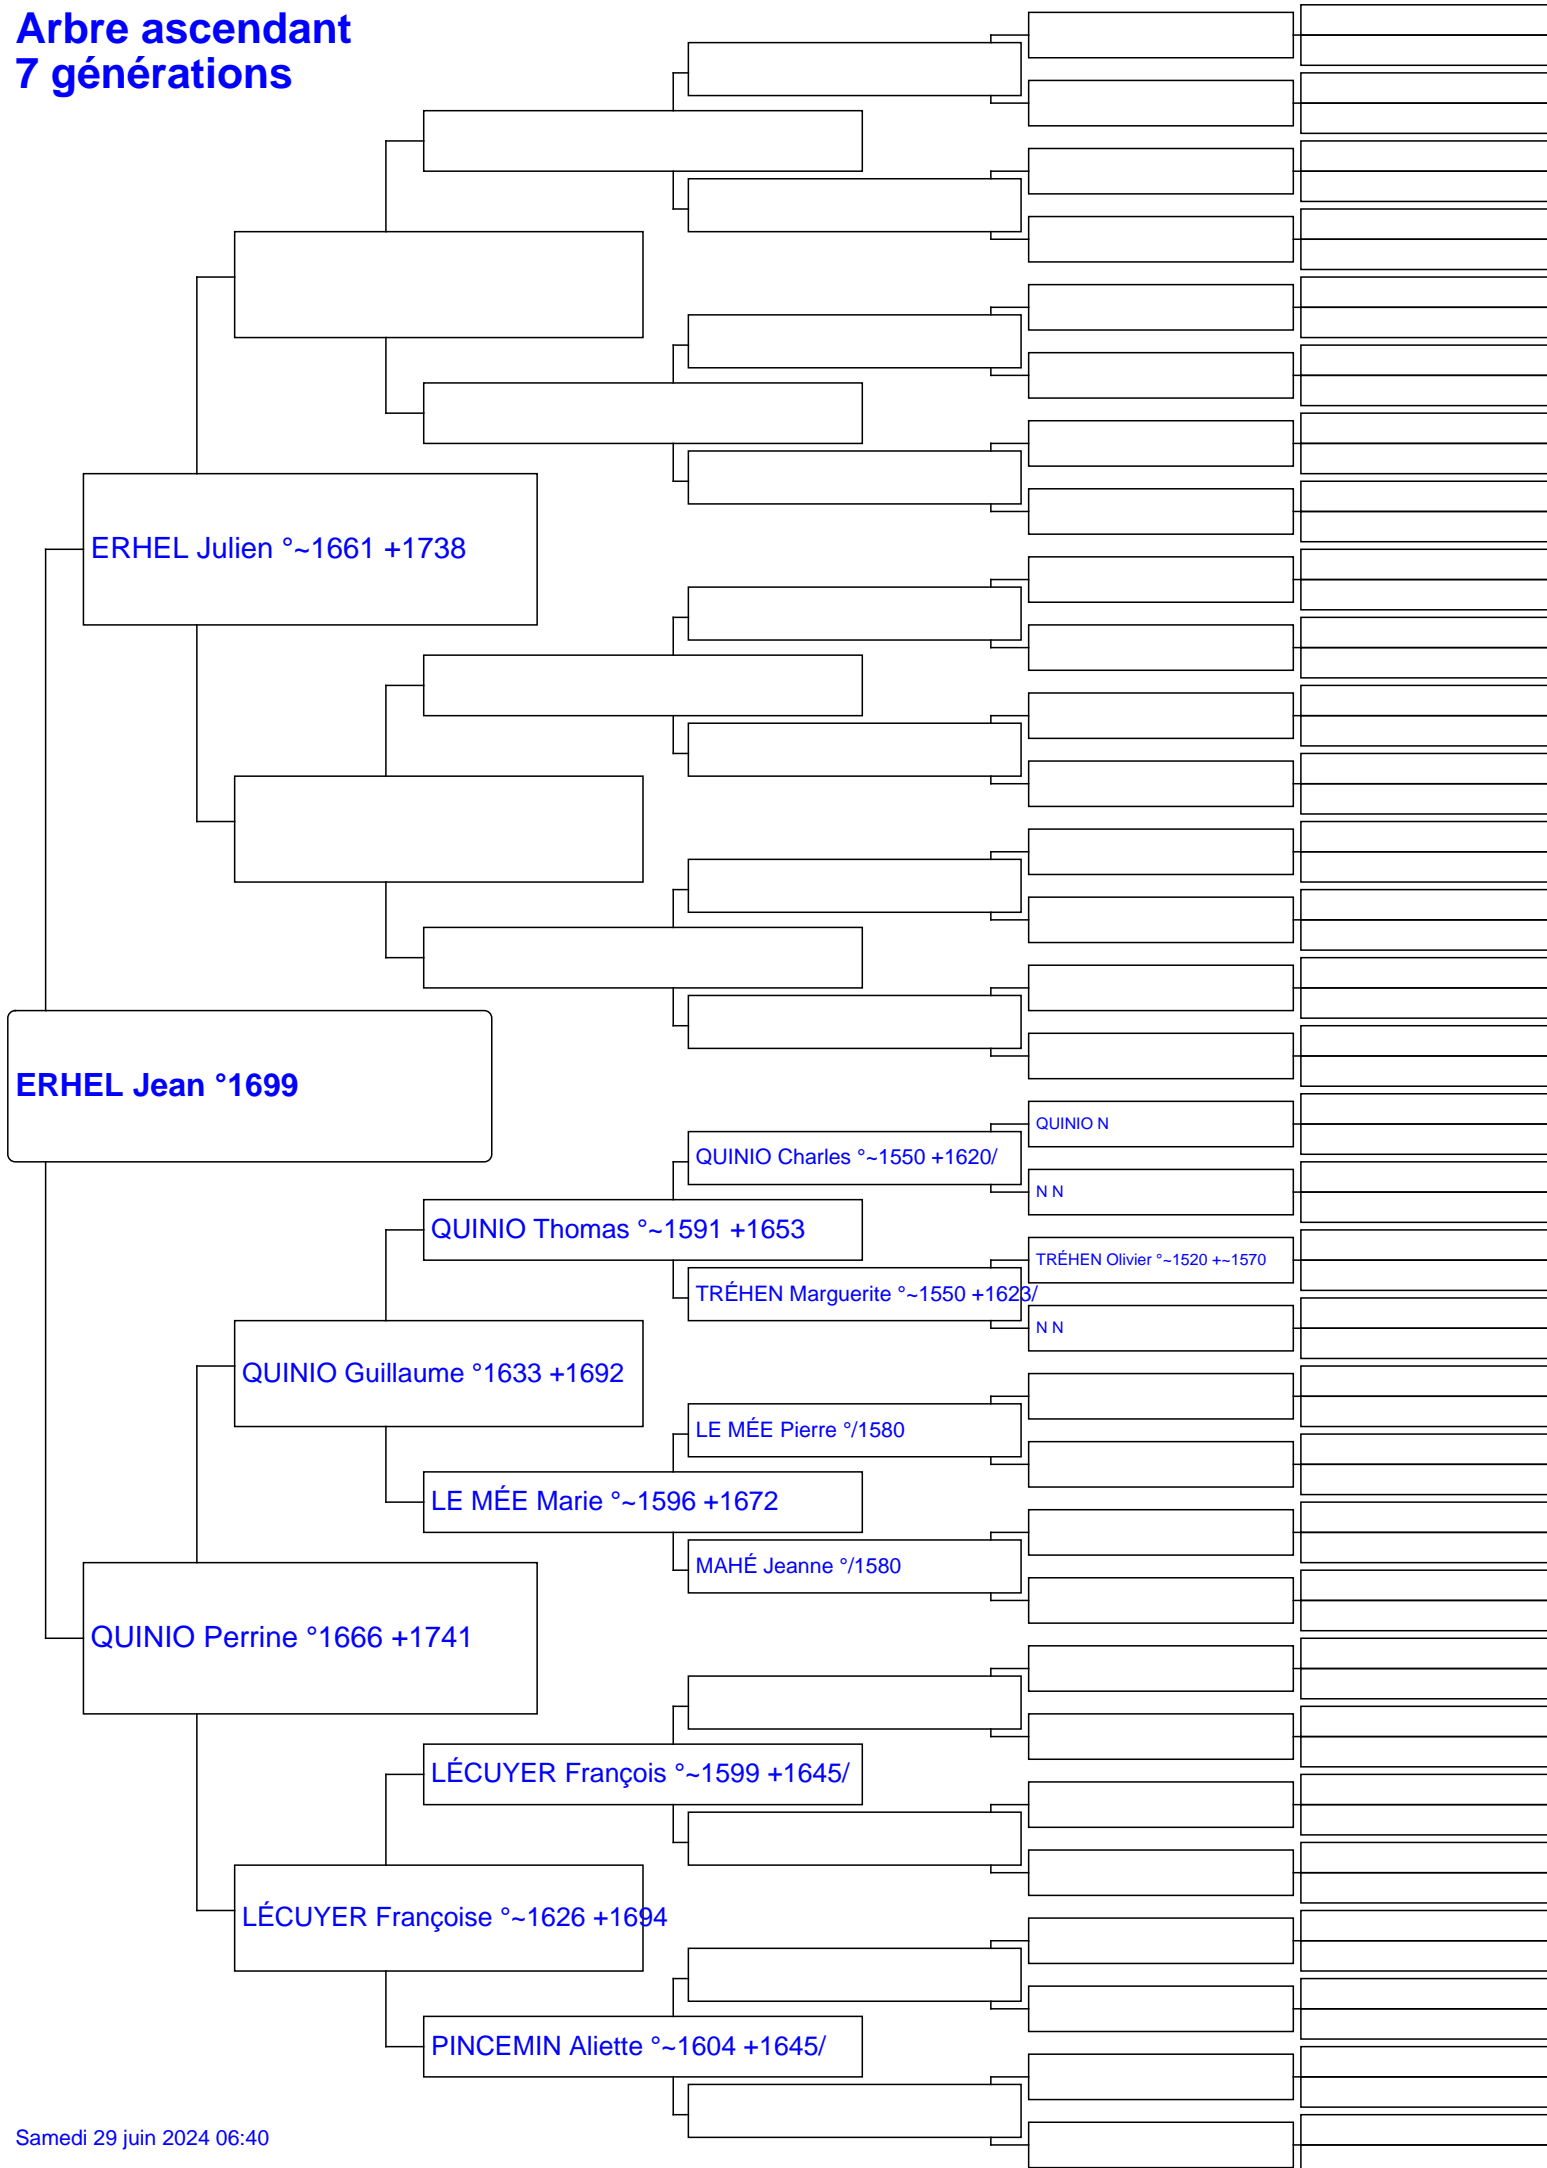 Arbre ascendant
7 générations
ERHEL Julien °~1661 +1738
ERHEL Jean °1699
QUINIO N
QUINIO Charles °~1550 +1620/
N N
QUINIO Thomas °~1591 +1653
TRÉHEN Olivier °~1520 +~1570
TRÉHEN Marguerite °~1550 +1623/
N N
QUINIO Guillaume °1633 +1692
LE MÉE Pierre °/1580
LE MÉE Marie °~1596 +1672
MAHÉ Jeanne °/1580
QUINIO Perrine °1666 +1741
LÉCUYER François °~1599 +1645/
LÉCUYER Françoise °~1626 +1694
PINCEMIN Aliette °~1604 +1645/
Samedi 29 juin 2024 06:40